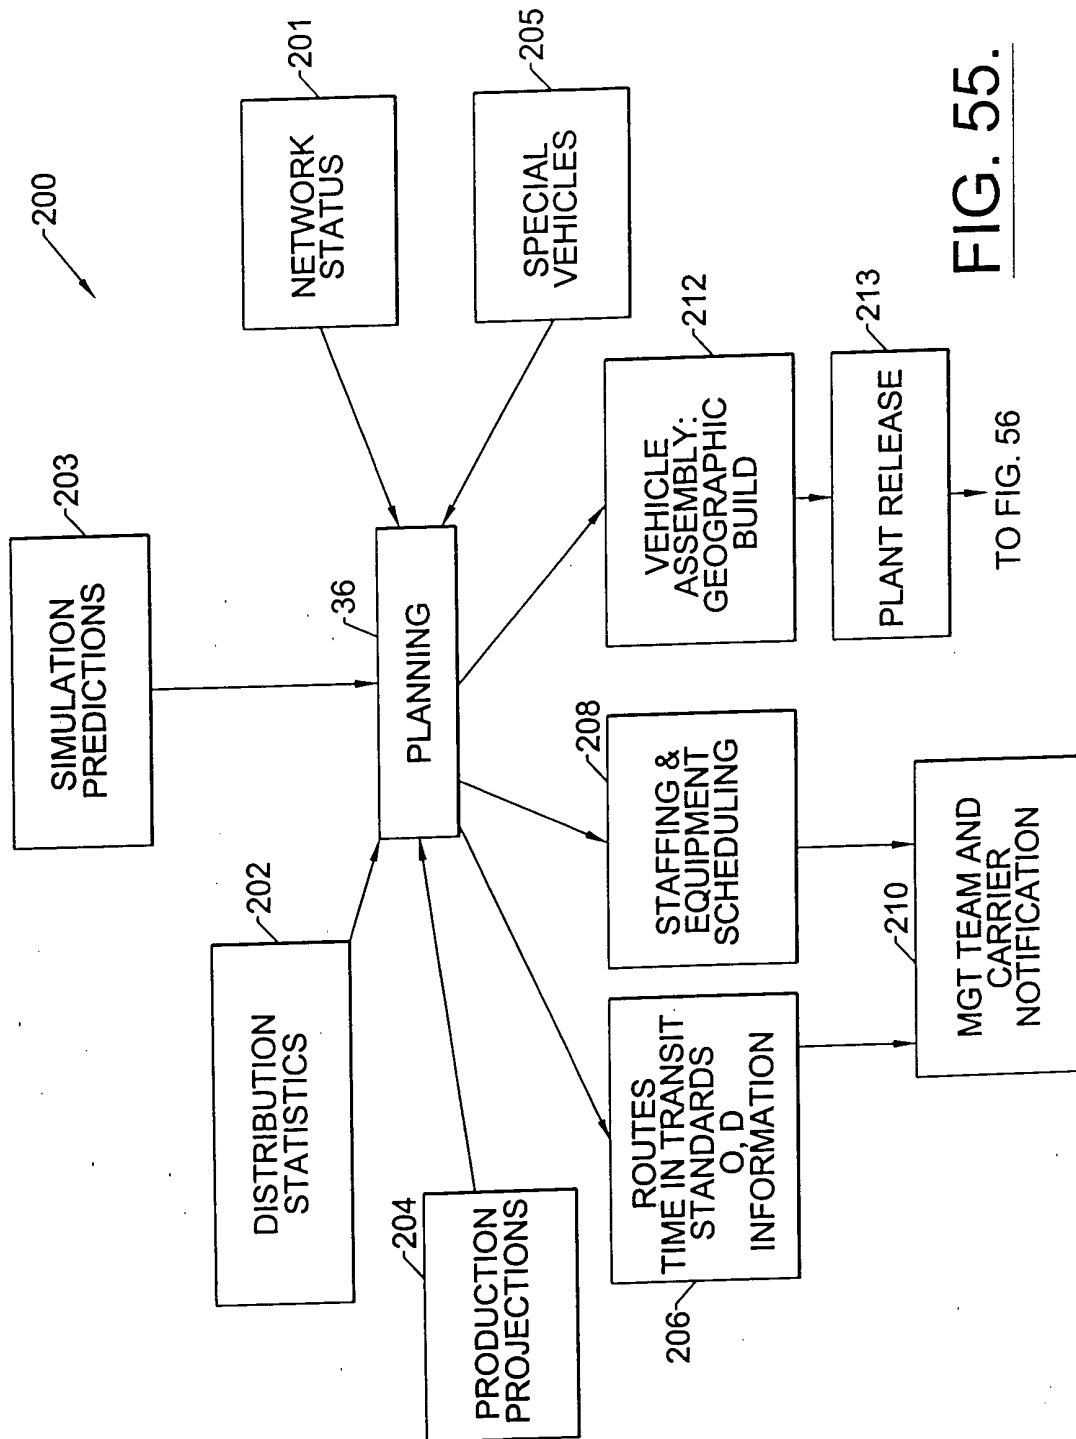 200
203
SIMULATION
PREDICTIONS
202
DISTRIBUTION
STATISTICS
201
NETWORK
STATUS
204
PRODUCTION
PROJECTIONS
36
PLANNING
205
SPECIAL
VEHICLES
206
ROUTES
TIME IN TRANSIT
STANDARDS
O, D
INFORMATION
208
STAFFING &
EQUIPMENT
SCHEDULING
212
VEHICLE
ASSEMBLY:
GEOGRAPHIC
BUILD
210
MGT TEAM AND
CARRIER
NOTIFICATION
213
PLANT RELEASE
TO FIG. 56
FIG. 55.